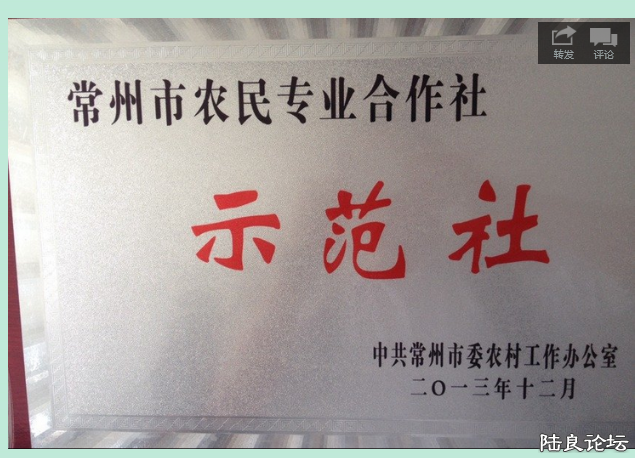 转发 评论
常州市农民专业合作社
示范社
中共常州市委农村工作办公室
二〇一三年十二月
陆良论坛